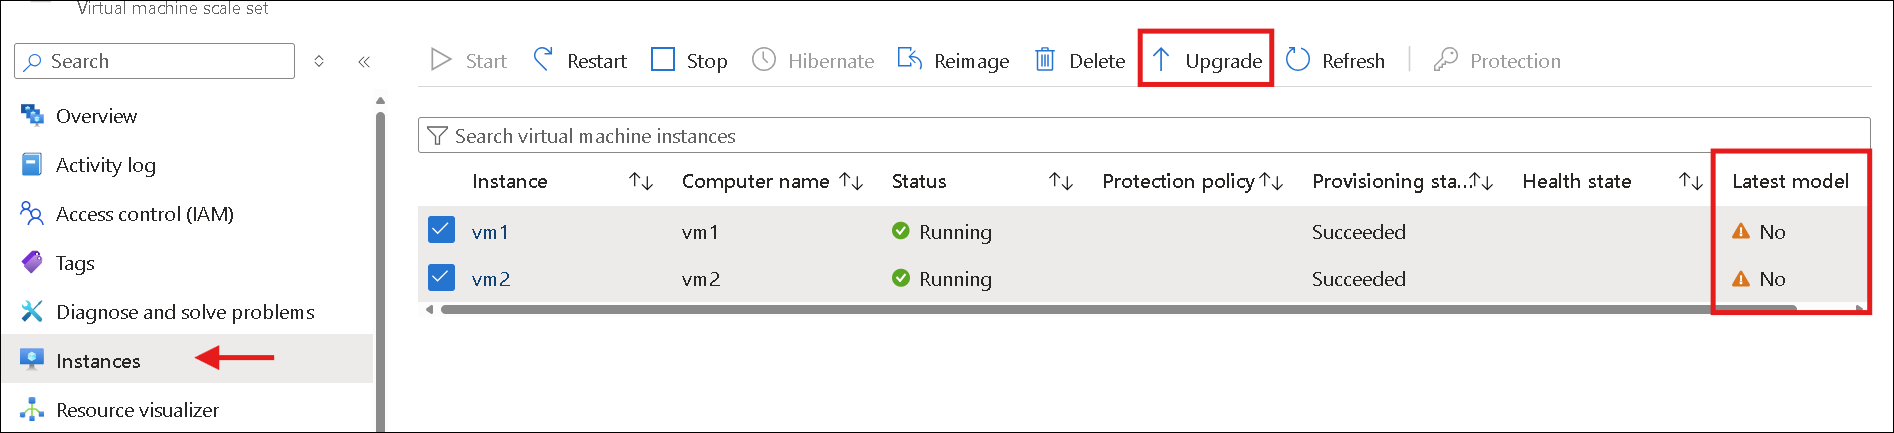 Virtual machine scale set
Search
Start Restart Stop Hibernate Reimage Delete Upgrade Refresh Protection
Overview
Activity log
Access control (IAM)
Tags
Diagnose and solve problems
Instances
Resource visualizer
Search virtual machine instances
Instance Computer name Status Protection policy Provisioning sta... Health state Latest model
vm1 vm1 Running Succeeded No
vm2 vm2 Running Succeeded No